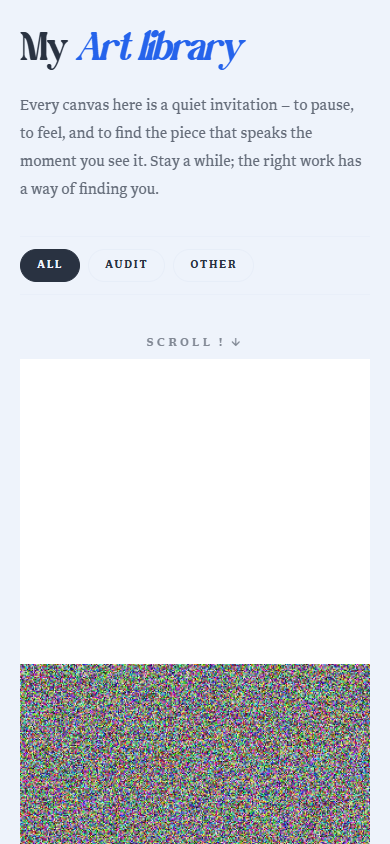 My Art library
Every canvas here is a quiet invitation – to pause,
to feel, and to find the piece that speaks the
moment you see it. Stay a while; the right work has
a way of finding you.
ALL AUDIT OTHER
SCROLL ! ↓